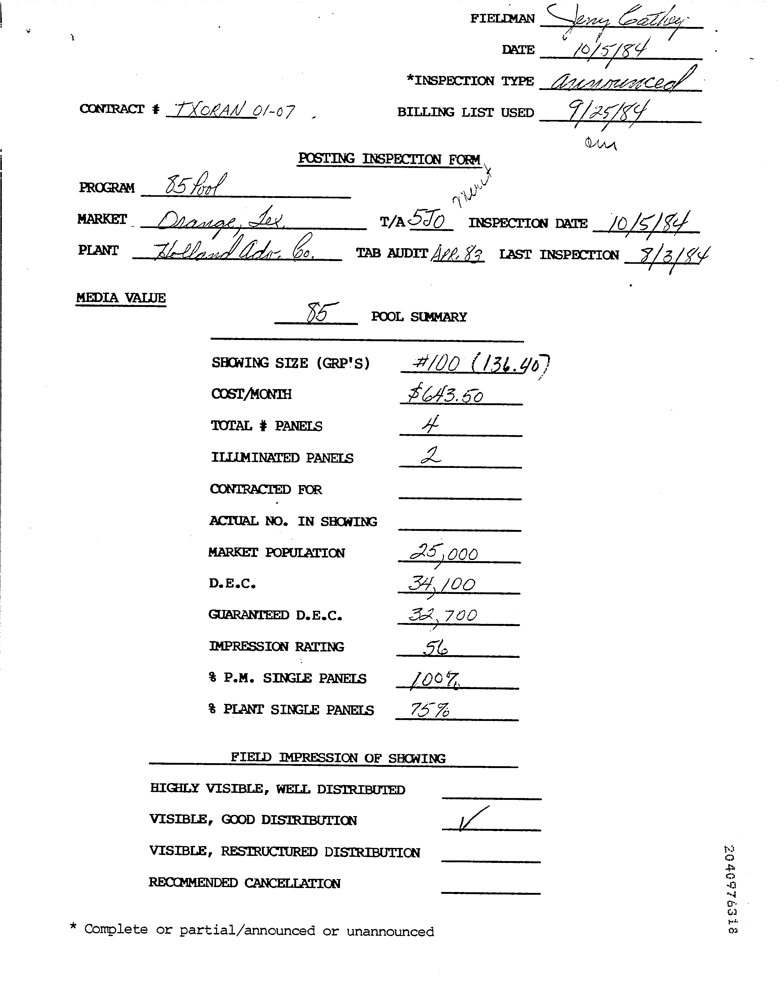 FIELDMAN Jerry Cathey
DATE 10/5/84
*INSPECTION TYPE announced
CONTRACT # TXORAN 01-07 BILLING LIST USED 9/25/84
POSTING INSPECTION FORM
PROGRAM 85 Pool
MARKET Orange, Tex. T/A 5JO INSPECTION DATE 10/5/84
PLANT Holland Adv. Co. TAB AUDIT Apr. 83 LAST INSPECTION 8/3/84
MEDIA VALUE
85 POOL SUMMARY
SHOWING SIZE (GRP'S) #100 (136.40)
COST/MONTH $643.50
TOTAL # PANELS 4
ILLUMINATED PANELS 2
CONTRACTED FOR
ACTUAL NO. IN SHOWING
MARKET POPULATION 25,000
D.E.C. 34,100
GUARANTEED D.E.C. 32,700
IMPRESSION RATING 56
% P.M. SINGLE PANELS 100%
% PLANT SINGLE PANELS 75%
FIELD IMPRESSION OF SHOWING
HIGHLY VISIBLE, WELL DISTRIBUTED
VISIBLE, GOOD DISTRIBUTION ✓
VISIBLE, RESTRUCTURED DISTRIBUTION
RECOMMENDED CANCELLATION
* Complete or partial/announced or unannounced
2040976318